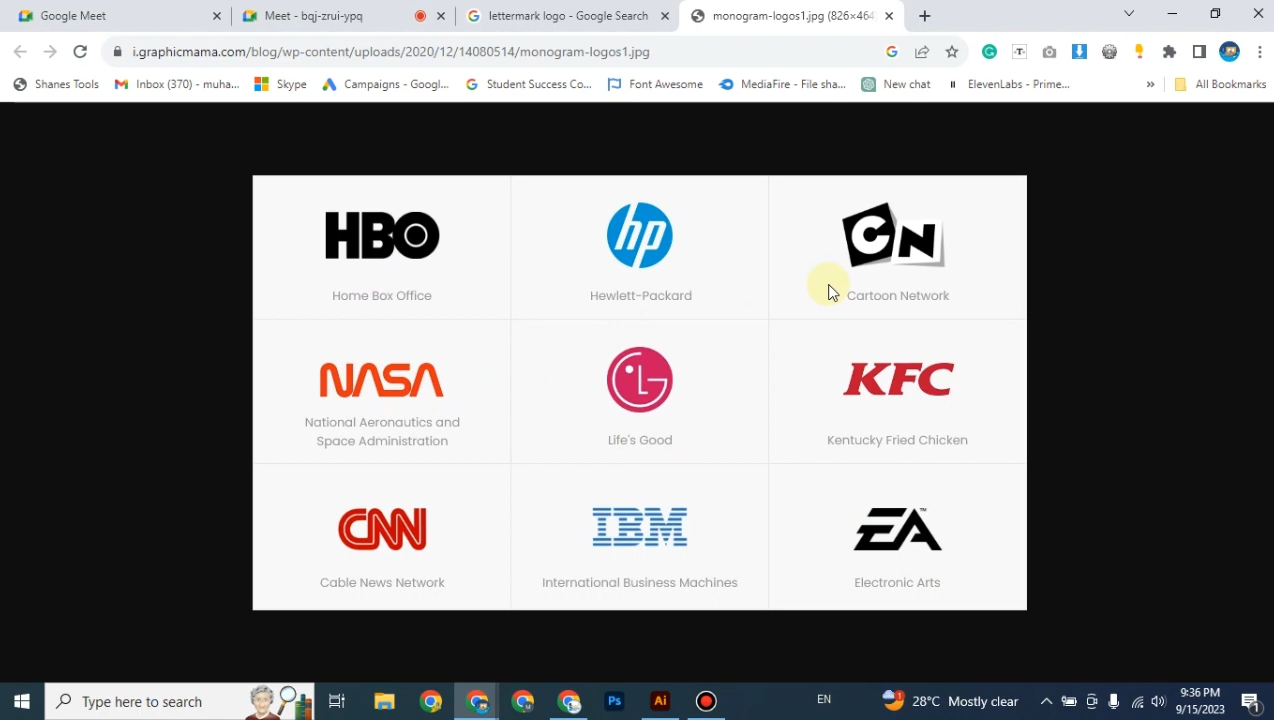 Google Meet
Meet - bqj-zrui-ypq
lettermark logo - Google Search
monogram-logos1.jpg (826×464)
i.graphicmama.com/blog/wp-content/uploads/2020/12/14080514/monogram-logos1.jpg
Shanes Tools
Inbox (370) - muha...
Skype
Campaigns - Googl...
Student Success Co...
Font Awesome
MediaFire - File sha...
New chat
ElevenLabs - Prime...
All Bookmarks
HBO
hp
CN
Home Box Office
Hewlett-Packard
Cartoon Network
NASA
LG
KFC
National Aeronautics and
Space Administration
Life's Good
Kentucky Fried Chicken
CNN
IBM
EA™
Cable News Network
International Business Machines
Electronic Arts
Type here to search
Ps
Ai
EN
1
28°C Mostly clear
9:36 PM
9/15/2023
1